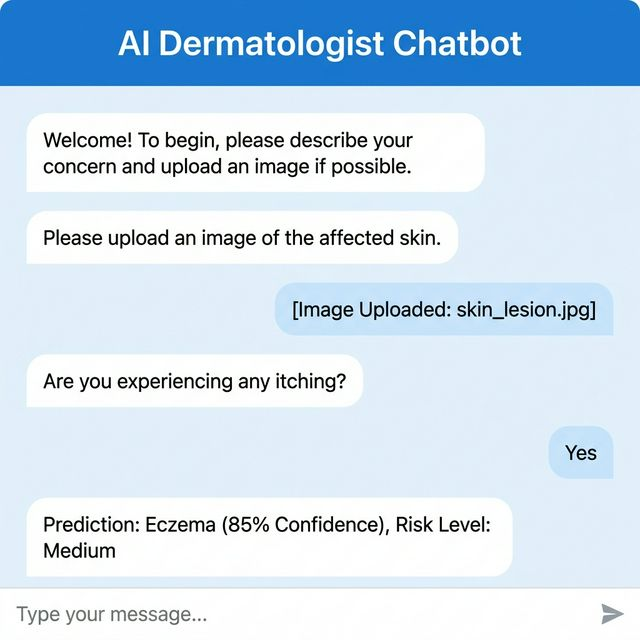 AI Dermatologist Chatbot
Welcome! To begin, please describe your
concern and upload an image if possible.
Please upload an image of the affected skin.
[Image Uploaded: skin_lesion.jpg]
Are you experiencing any itching?
Yes
Prediction: Eczema (85% Confidence), Risk Level:
Medium
Type your message...